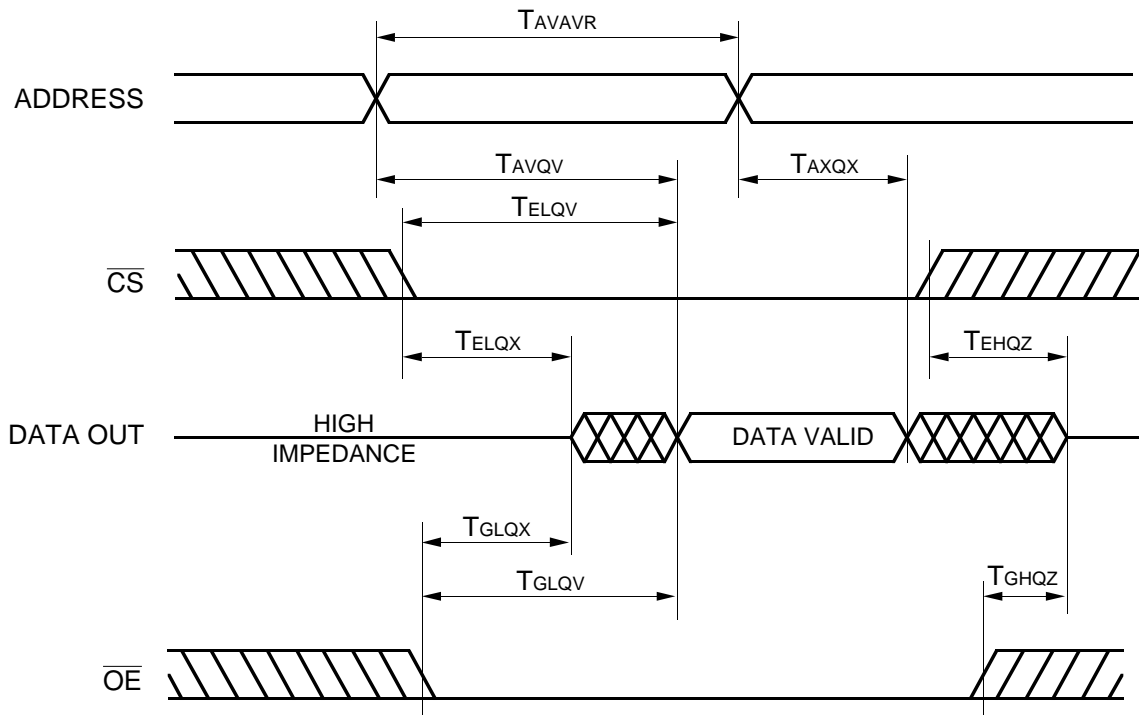 TAVAVR
ADDRESS
TAVQV
TAXQX
TELQV
CS
TELQX
TEHQZ
DATA OUT
HIGH
IMPEDANCE
DATA VALID
TGLQX
TGLQV
TGHQZ
OE